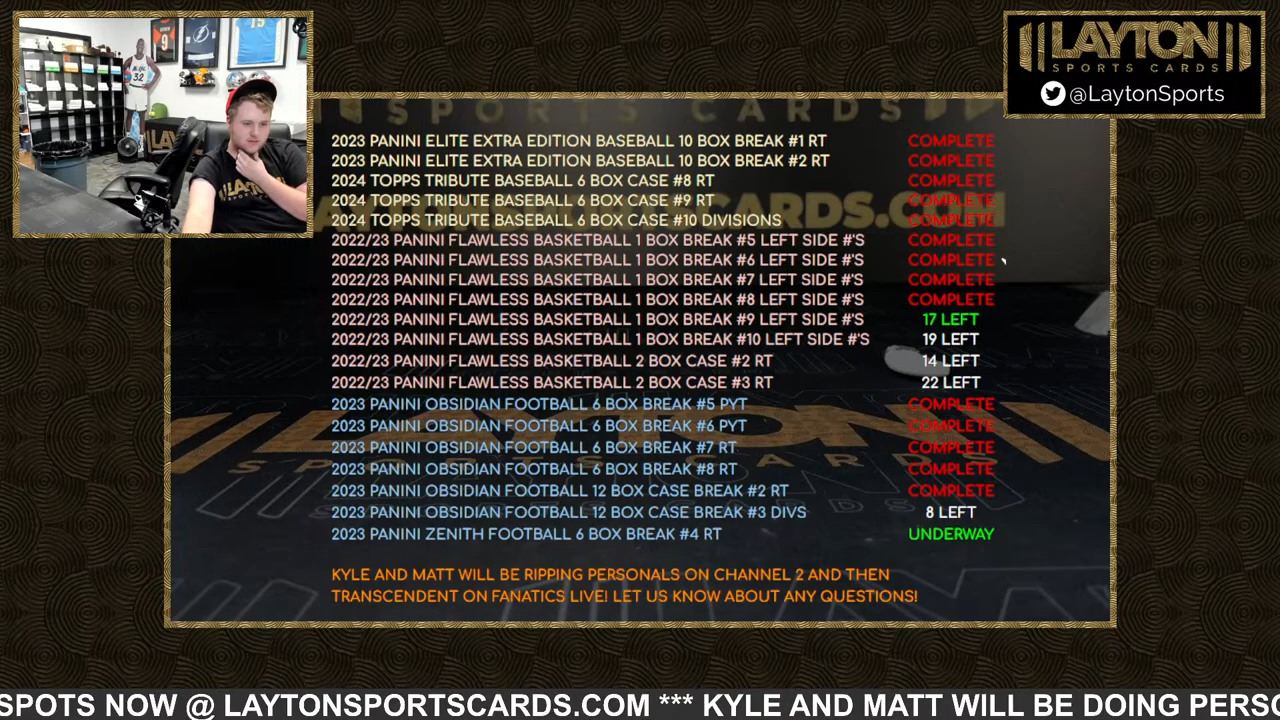 LAYTON
SPORTS CARDS
@LaytonSports
SPORTS CARDS
2023 PANINI ELITE EXTRA EDITION BASEBALL 10 BOX BREAK #1 RT COMPLETE
2023 PANINI ELITE EXTRA EDITION BASEBALL 10 BOX BREAK #2 RT COMPLETE
2024 TOPPS TRIBUTE BASEBALL 6 BOX CASE #8 RT COMPLETE
2024 TOPPS TRIBUTE BASEBALL 6 BOX CASE #9 RT COMPLETE
2024 TOPPS TRIBUTE BASEBALL 6 BOX CASE #10 DIVISIONS COMPLETE
2022/23 PANINI FLAWLESS BASKETBALL 1 BOX BREAK #5 LEFT SIDE #'S COMPLETE
2022/23 PANINI FLAWLESS BASKETBALL 1 BOX BREAK #6 LEFT SIDE #'S COMPLETE
2022/23 PANINI FLAWLESS BASKETBALL 1 BOX BREAK #7 LEFT SIDE #'S COMPLETE
2022/23 PANINI FLAWLESS BASKETBALL 1 BOX BREAK #8 LEFT SIDE #'S COMPLETE
2022/23 PANINI FLAWLESS BASKETBALL 1 BOX BREAK #9 LEFT SIDE #'S 17 LEFT
2022/23 PANINI FLAWLESS BASKETBALL 1 BOX BREAK #10 LEFT SIDE #'S 19 LEFT
2022/23 PANINI FLAWLESS BASKETBALL 2 BOX CASE #2 RT 14 LEFT
2022/23 PANINI FLAWLESS BASKETBALL 2 BOX CASE #3 RT 22 LEFT
2023 PANINI OBSIDIAN FOOTBALL 6 BOX BREAK #5 PYT COMPLETE
2023 PANINI OBSIDIAN FOOTBALL 6 BOX BREAK #6 PYT COMPLETE
2023 PANINI OBSIDIAN FOOTBALL 6 BOX BREAK #7 RT COMPLETE
2023 PANINI OBSIDIAN FOOTBALL 6 BOX BREAK #8 RT COMPLETE
2023 PANINI OBSIDIAN FOOTBALL 12 BOX CASE BREAK #2 RT COMPLETE
2023 PANINI OBSIDIAN FOOTBALL 12 BOX CASE BREAK #3 DIVS 8 LEFT
2023 PANINI ZENITH FOOTBALL 6 BOX BREAK #4 RT UNDERWAY
KYLE AND MATT WILL BE RIPPING PERSONALS ON CHANNEL 2 AND THEN
TRANSCENDENT ON FANATICS LIVE! LET US KNOW ABOUT ANY QUESTIONS!
SPOTS NOW @ LAYTONSPORTSCARDS.COM *** KYLE AND MATT WILL BE DOING PERSO